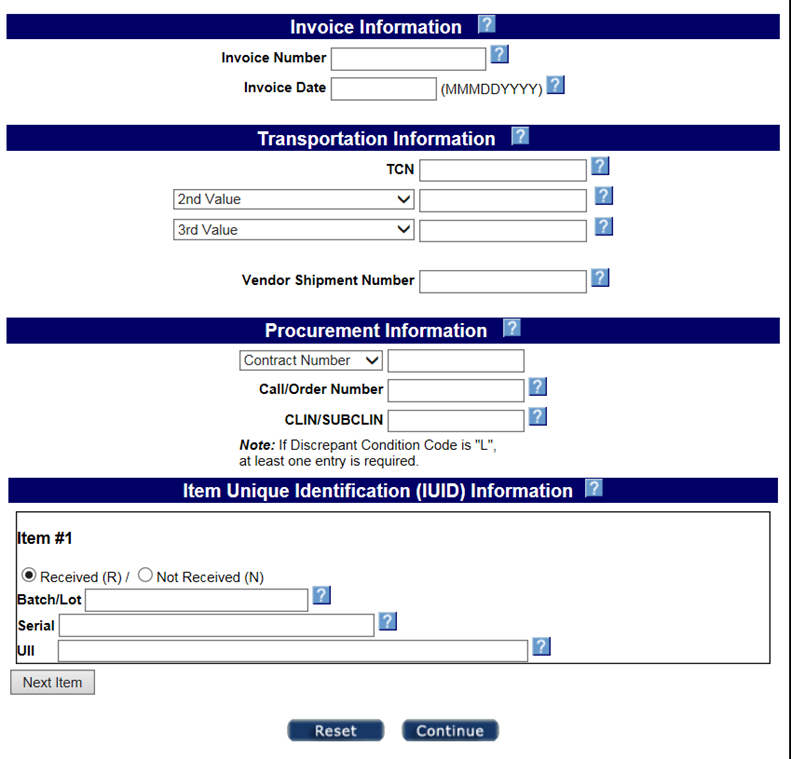 Invoice Information ?
Invoice Number ?
Invoice Date (MMMDDYYYY) ?
Transportation Information ?
TCN ?
2nd Value ?
3rd Value ?
Vendor Shipment Number ?
Procurement Information ?
Contract Number
Call/Order Number ?
CLIN/SUBCLIN ?
Note: If Discrepant Condition Code is "L",
at least one entry is required.
Item Unique Identification (IUID) Information ?
Item #1
Received (R) / Not Received (N)
Batch/Lot ?
Serial ?
UII ?
Next Item
Reset Continue